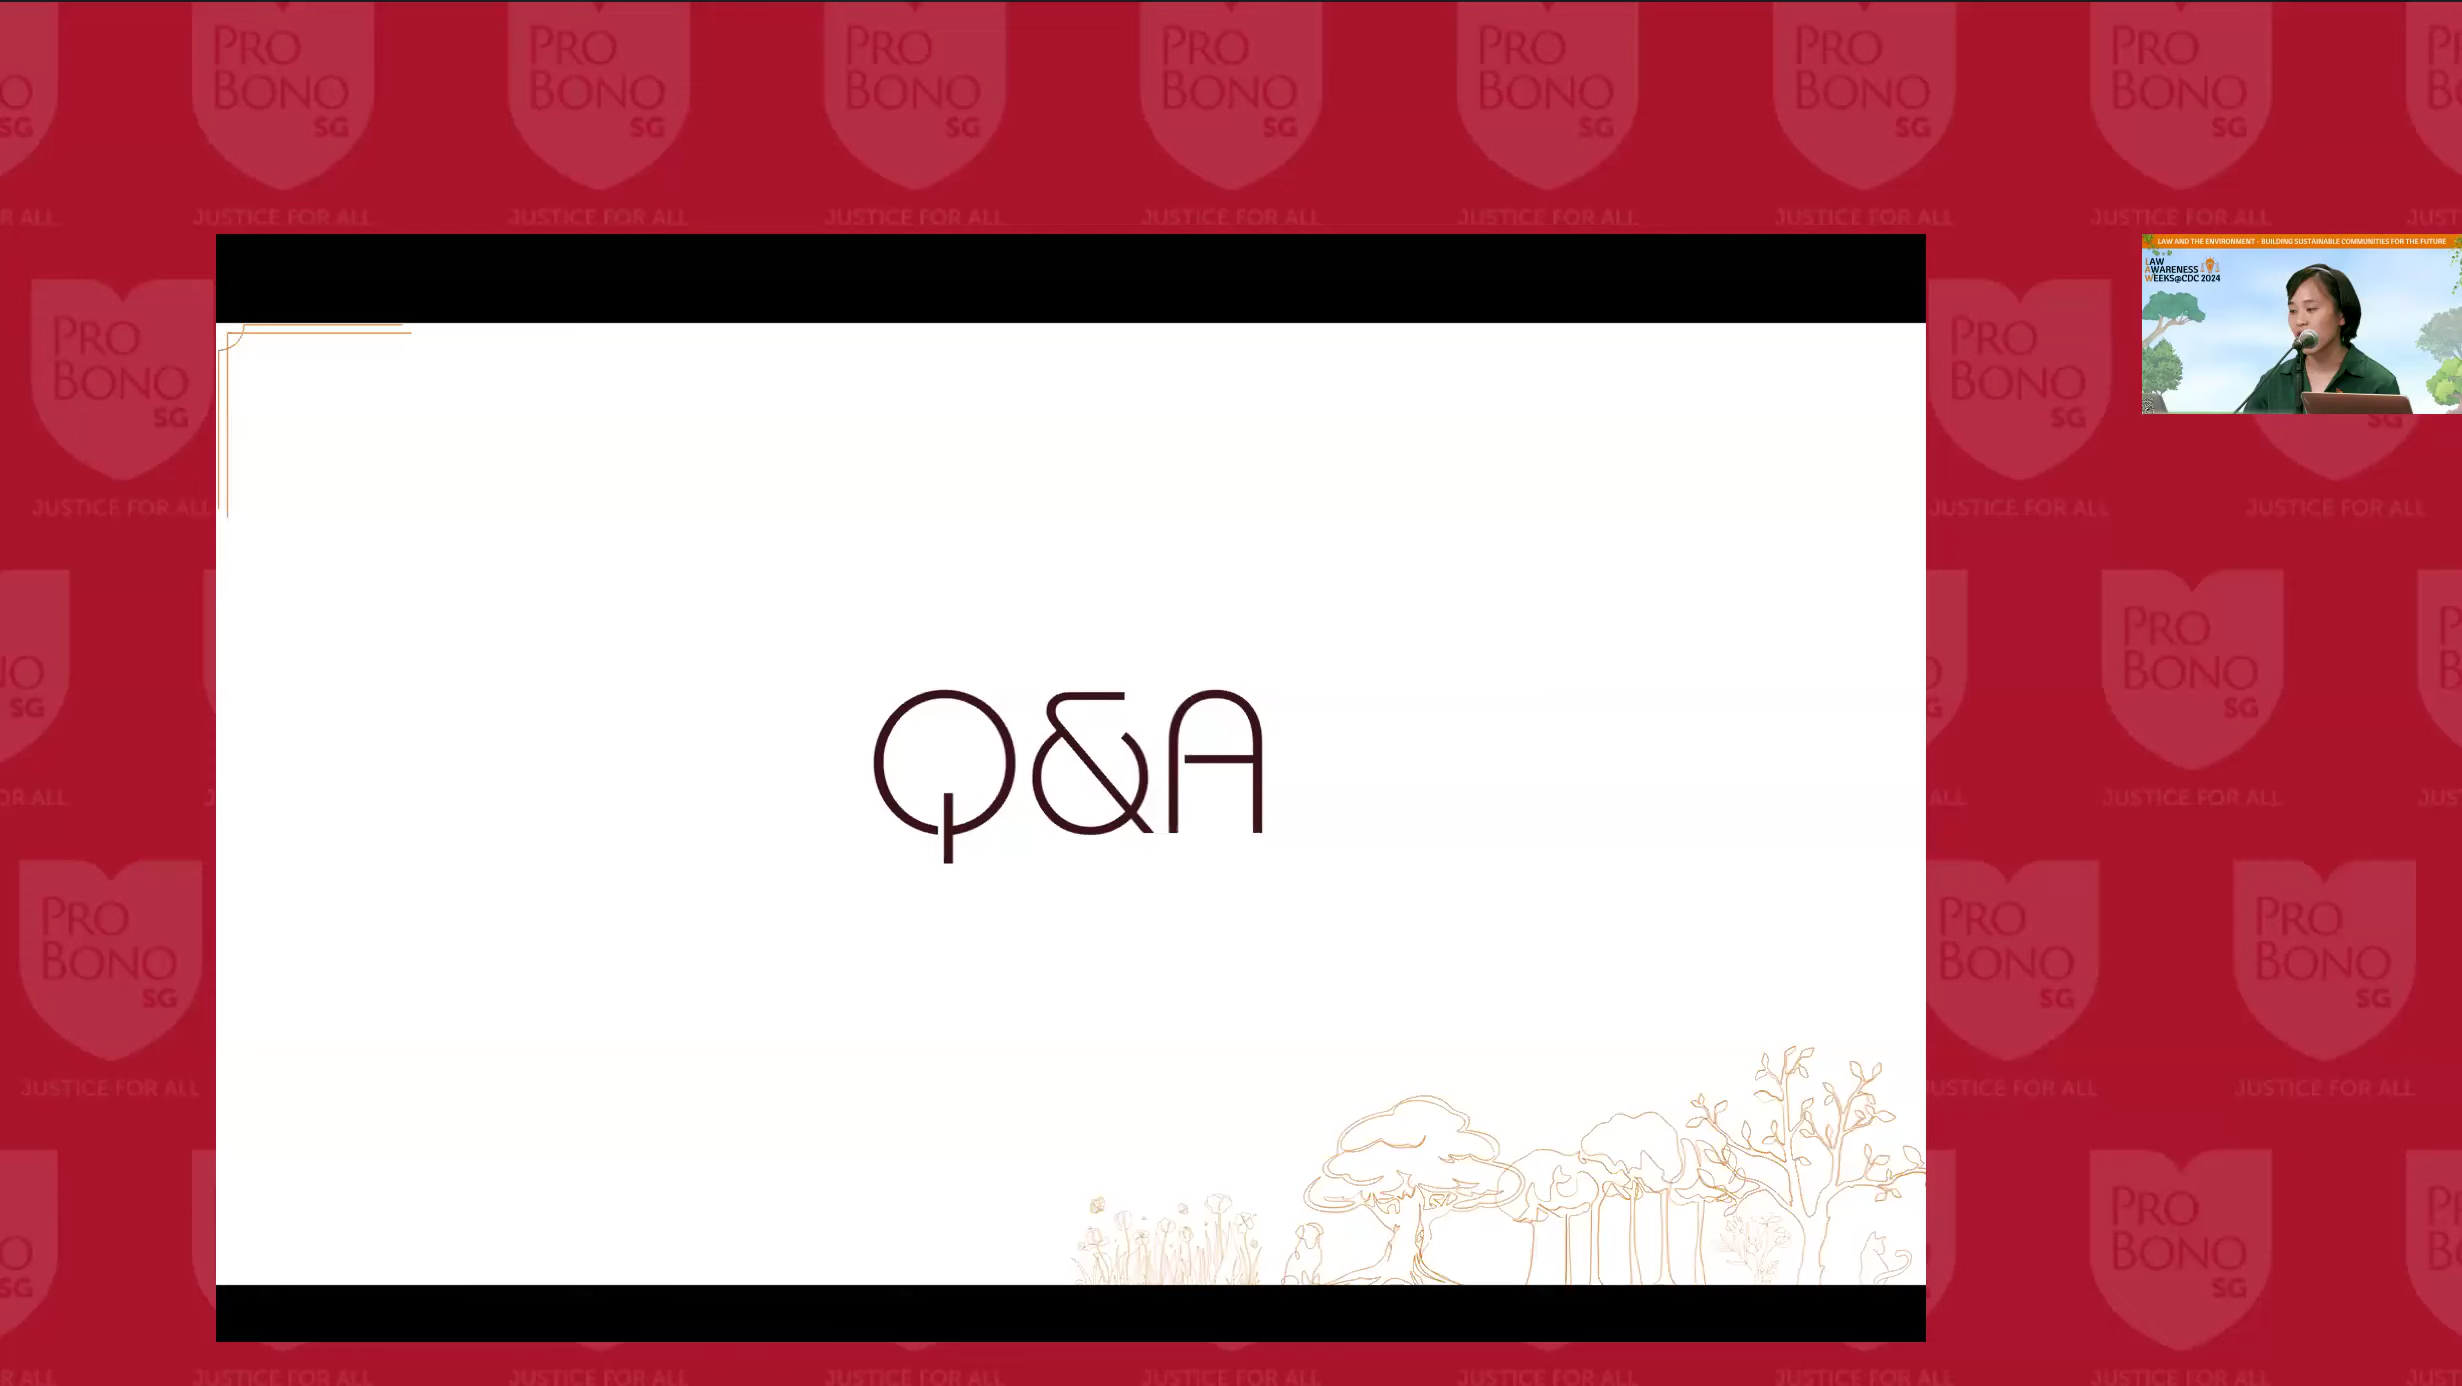 PRO
BONO
SG
JUSTICE FOR ALL
LAW AND THE ENVIRONMENT - BUILDING SUSTAINABLE COMMUNITIES FOR THE FUTURE
LAW
AWARENESS
WEEKS@CDC 2024
Q&A